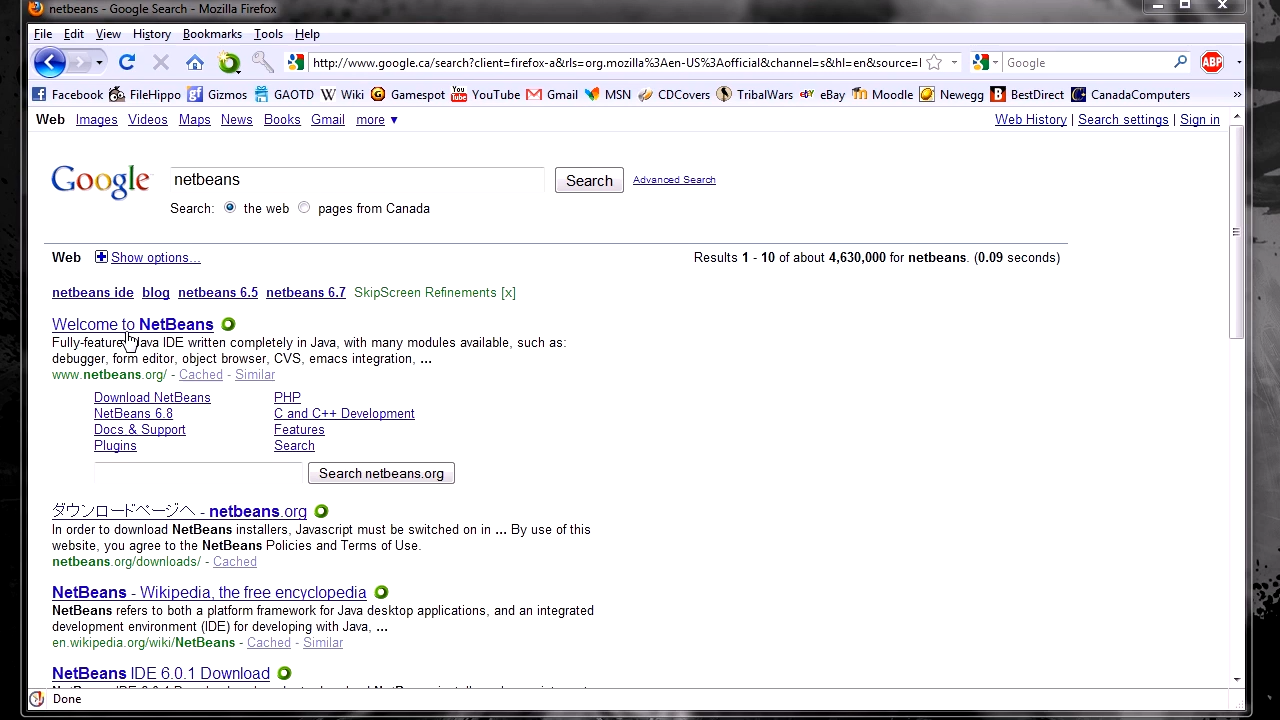 netbeans - Google Search - Mozilla Firefox
File Edit View History Bookmarks Tools Help
http://www.google.ca/search?client=firefox-a&rls=org.mozilla%3Aen-US%3Aofficial&channel=s&hl=en&source=l Google ABP
Facebook FileHippo Gizmos GAOTD Wiki Gamespot YouTube Gmail MSN CDCovers TribalWars eBay Moodle Newegg BestDirect CanadaComputers »
Web Images Videos Maps News Books Gmail more ▼ Web History | Search settings | Sign in
Google netbeans Search Advanced Search
Search: the web pages from Canada
Web Show options... Results 1 - 10 of about 4,630,000 for netbeans. (0.09 seconds)
netbeans ide blog netbeans 6.5 netbeans 6.7 SkipScreen Refinements [x]
Welcome to NetBeans
Fully-feature Java IDE written completely in Java, with many modules available, such as:
debugger, form editor, object browser, CVS, emacs integration, ...
www.netbeans.org/ - Cached - Similar
Download NetBeans PHP
NetBeans 6.8 C and C++ Development
Docs & Support Features
Plugins Search
Search netbeans.org
ダウンロードページへ - netbeans.org
In order to download NetBeans installers, Javascript must be switched on in ... By use of this
website, you agree to the NetBeans Policies and Terms of Use.
netbeans.org/downloads/ - Cached
NetBeans - Wikipedia, the free encyclopedia
NetBeans refers to both a platform framework for Java desktop applications, and an integrated
development environment (IDE) for developing with Java, ...
en.wikipedia.org/wiki/NetBeans - Cached - Similar
NetBeans IDE 6.0.1 Download
Done